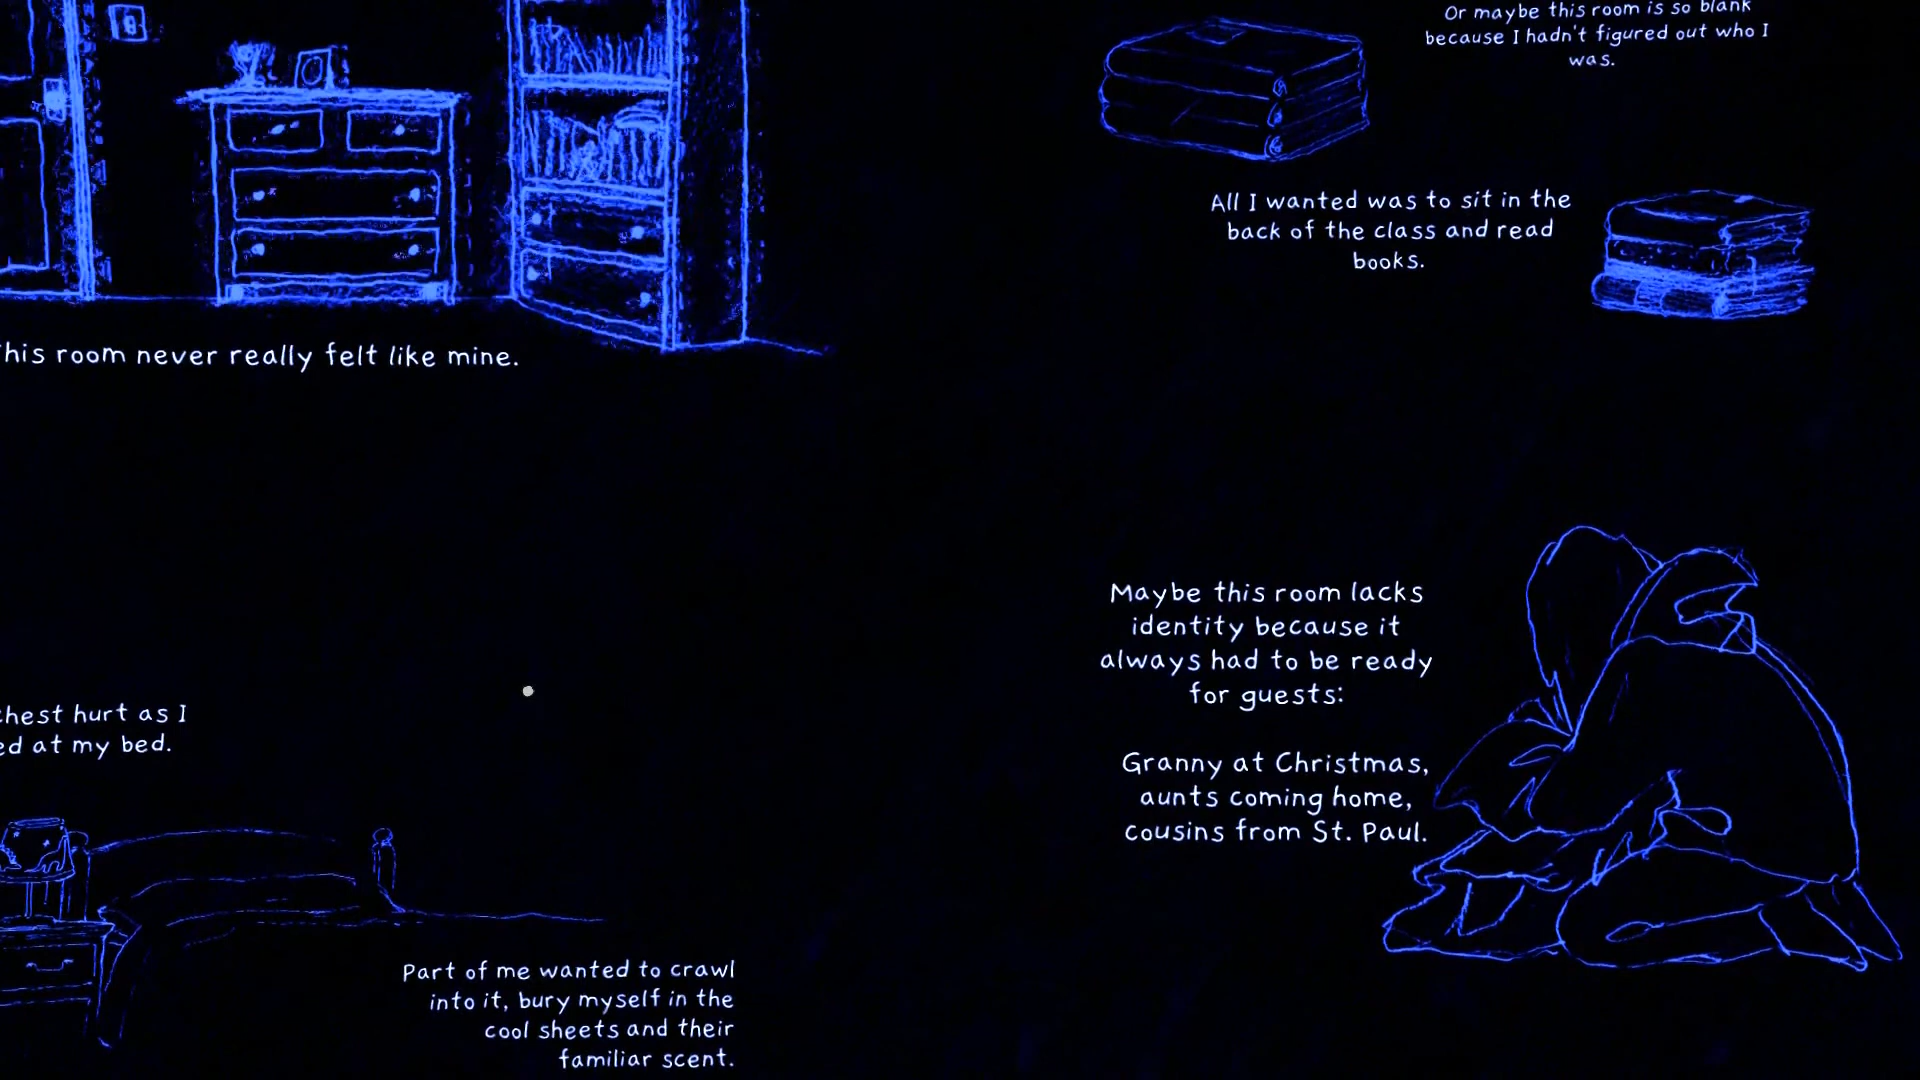 Or maybe this room is so blank
because I hadn't figured out who I
was.
All I wanted was to sit in the
back of the class and read
books.
his room never really felt like mine.
Maybe this room lacks
identity because it
always had to be ready
for guests:
Granny at Christmas,
aunts coming home,
cousins from St. Paul.
chest hurt as I
ed at my bed.
Part of me wanted to crawl
into it, bury myself in the
cool sheets and their
familiar scent.